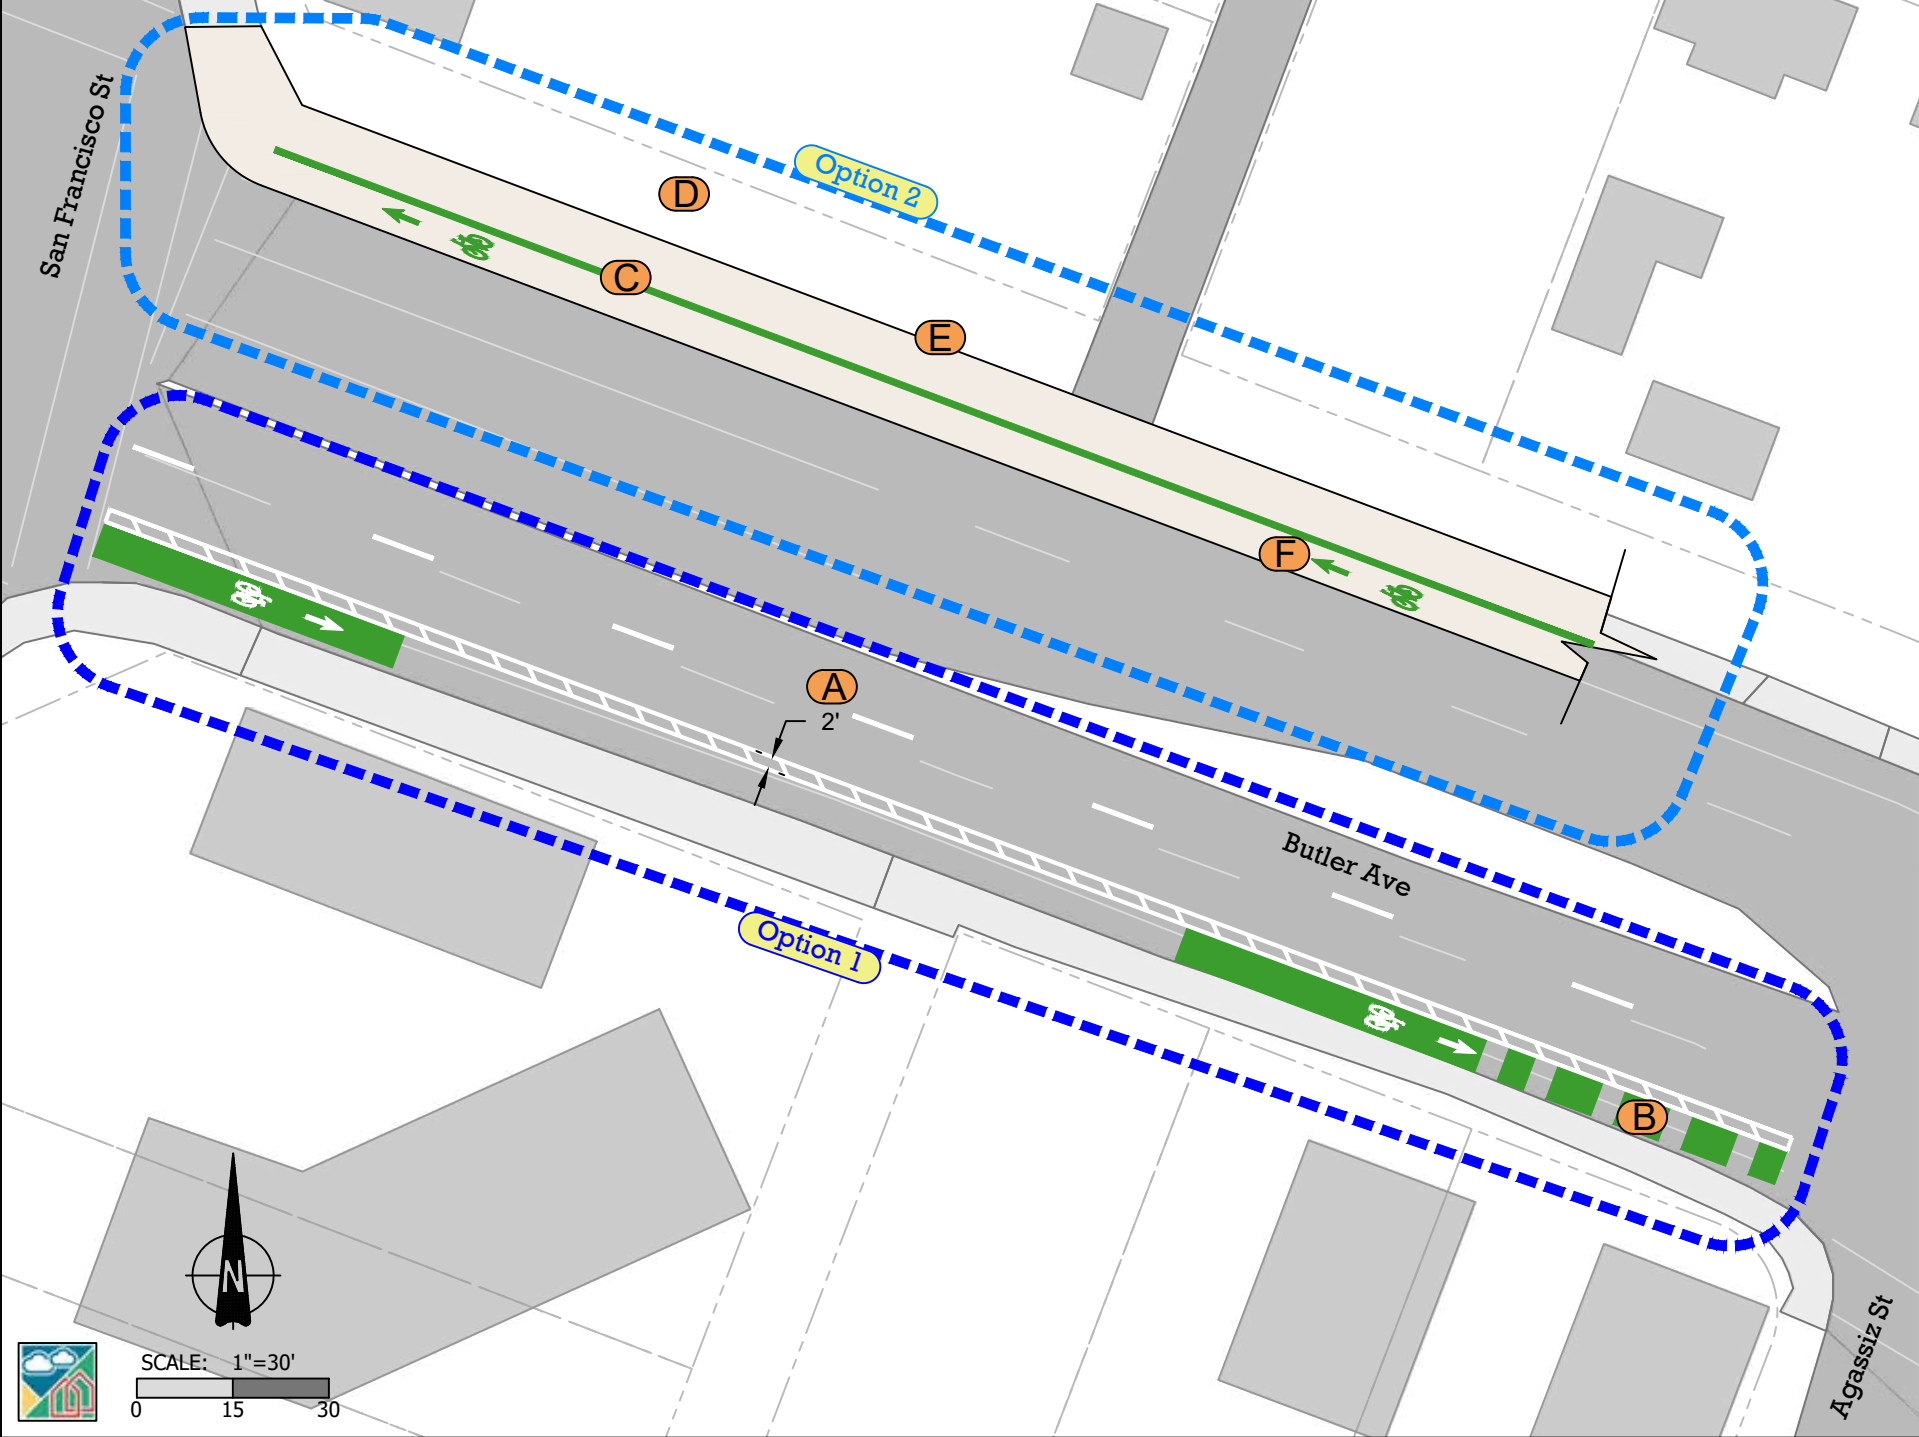 San Francisco St
Option 2
D
C
E
F
A
2'
Butler Ave
Option 1
B
N
SCALE: 1"=30'
0 15 30
Agassiz St